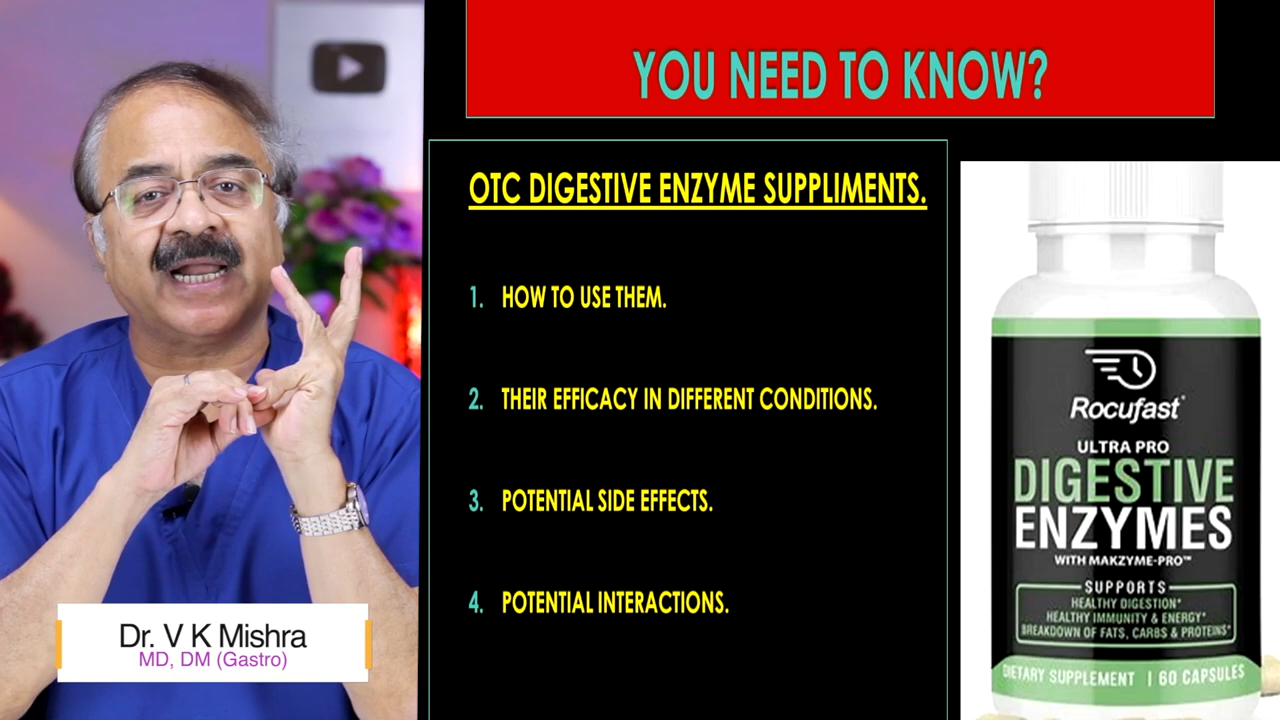 YOU NEED TO KNOW?
OTC DIGESTIVE ENZYME SUPPLIMENTS.
1. HOW TO USE THEM.
2. THEIR EFFICACY IN DIFFERENT CONDITIONS.
3. POTENTIAL SIDE EFFECTS.
4. POTENTIAL INTERACTIONS.
Rocufast®
ULTRA PRO
DIGESTIVE
ENZYMES
WITH MAKZYME-PRO™
SUPPORTS
HEALTHY DIGESTION*
HEALTHY IMMUNITY & ENERGY*
BREAKDOWN OF FATS, CARBS & PROTEINS*
DIETARY SUPPLEMENT | 60 CAPSULES
Dr. V K Mishra
MD, DM (Gastro)